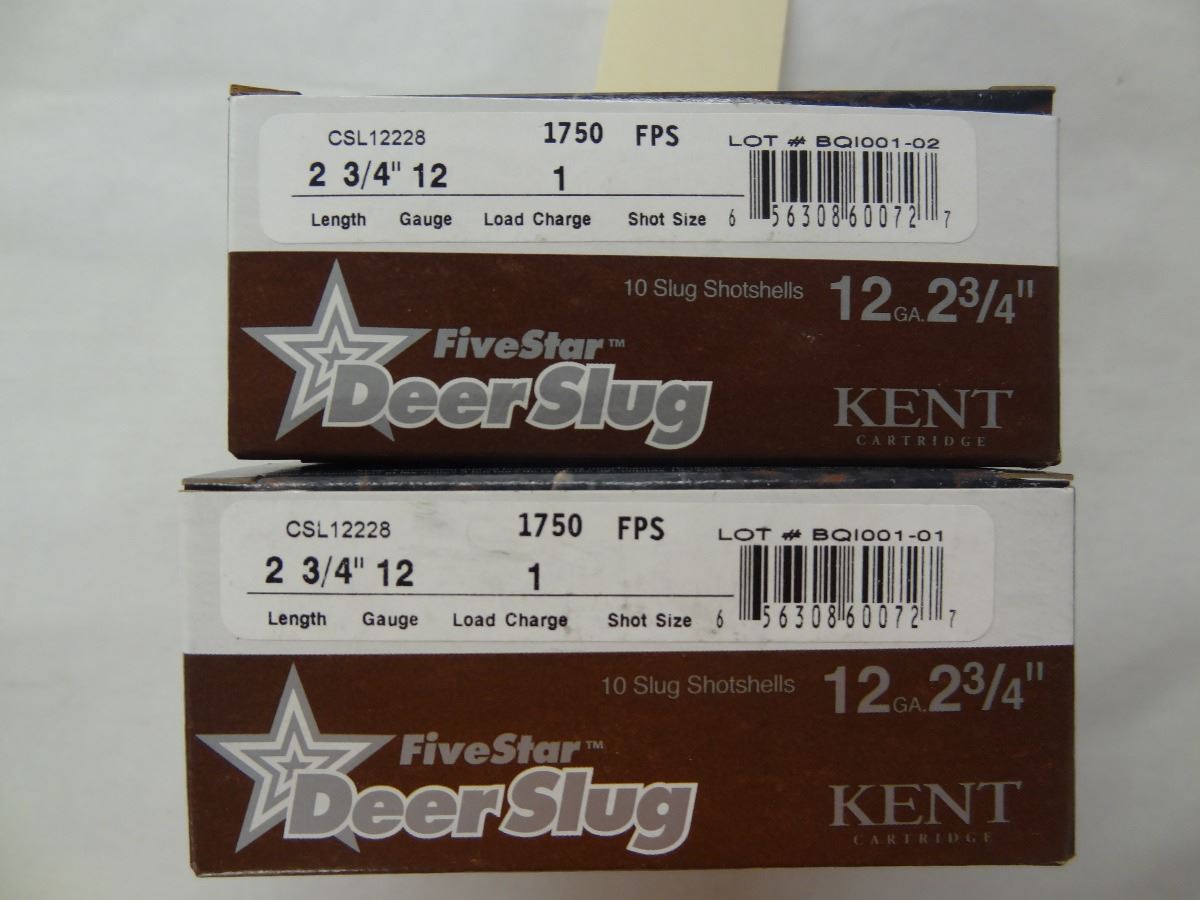 CSL12228 1750 FPS LOT # BQI001-02
2 3/4" 12 1
Length Gauge Load Charge Shot Size 6 56308 60072 7
10 Slug Shotshells 12 GA. 2 3/4"
FiveStar™
Deer Slug
KENT
CARTRIDGE
CSL12228 1750 FPS LOT # BQI001-01
2 3/4" 12 1
Length Gauge Load Charge Shot Size 6 56308 60072 7
10 Slug Shotshells 12 GA. 2 3/4"
FiveStar™
Deer Slug
KENT
CARTRIDGE